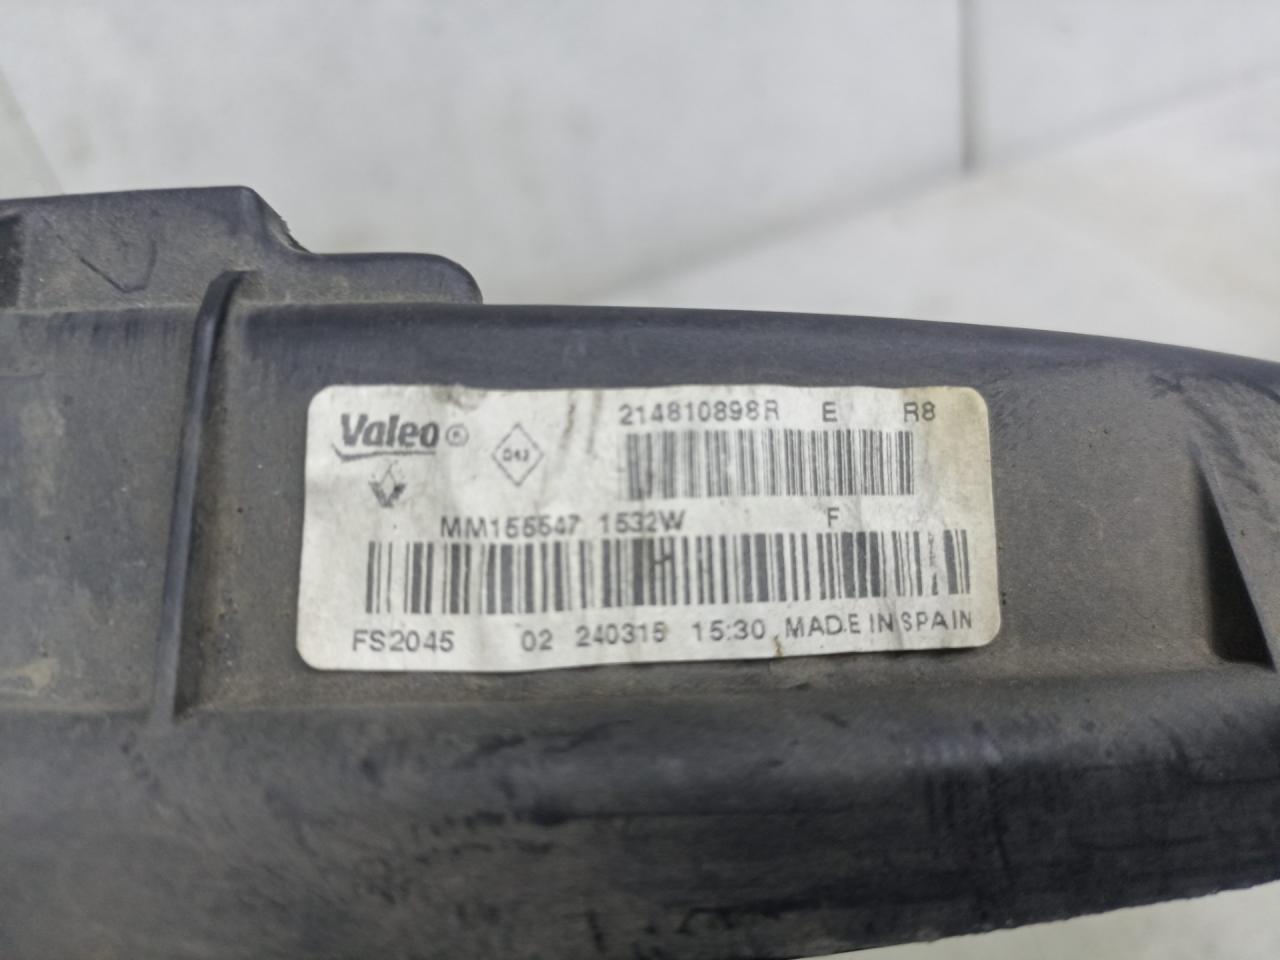 Valeo ®
214810898R E R8
MM155547 1532W F
FS2045 02 240315 15:30 MADE IN SPAIN